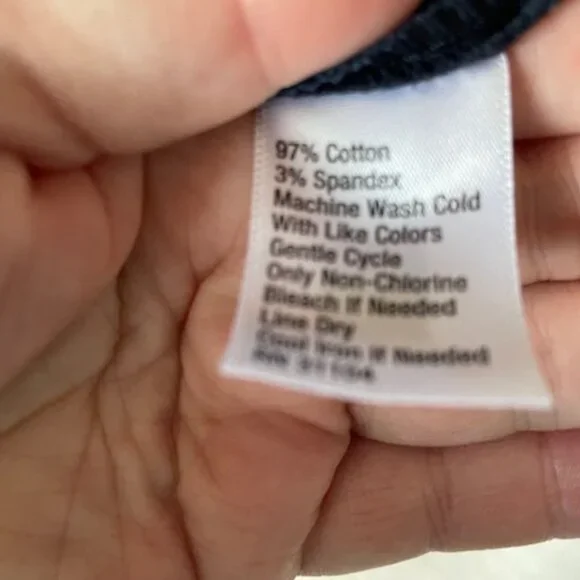 97% Cotton
3% Spandex
Machine Wash Cold
With Like Colors
Gentle Cycle
Only Non-Chlorine
Bleach If Needed
Line Dry
Cool Iron If Needed